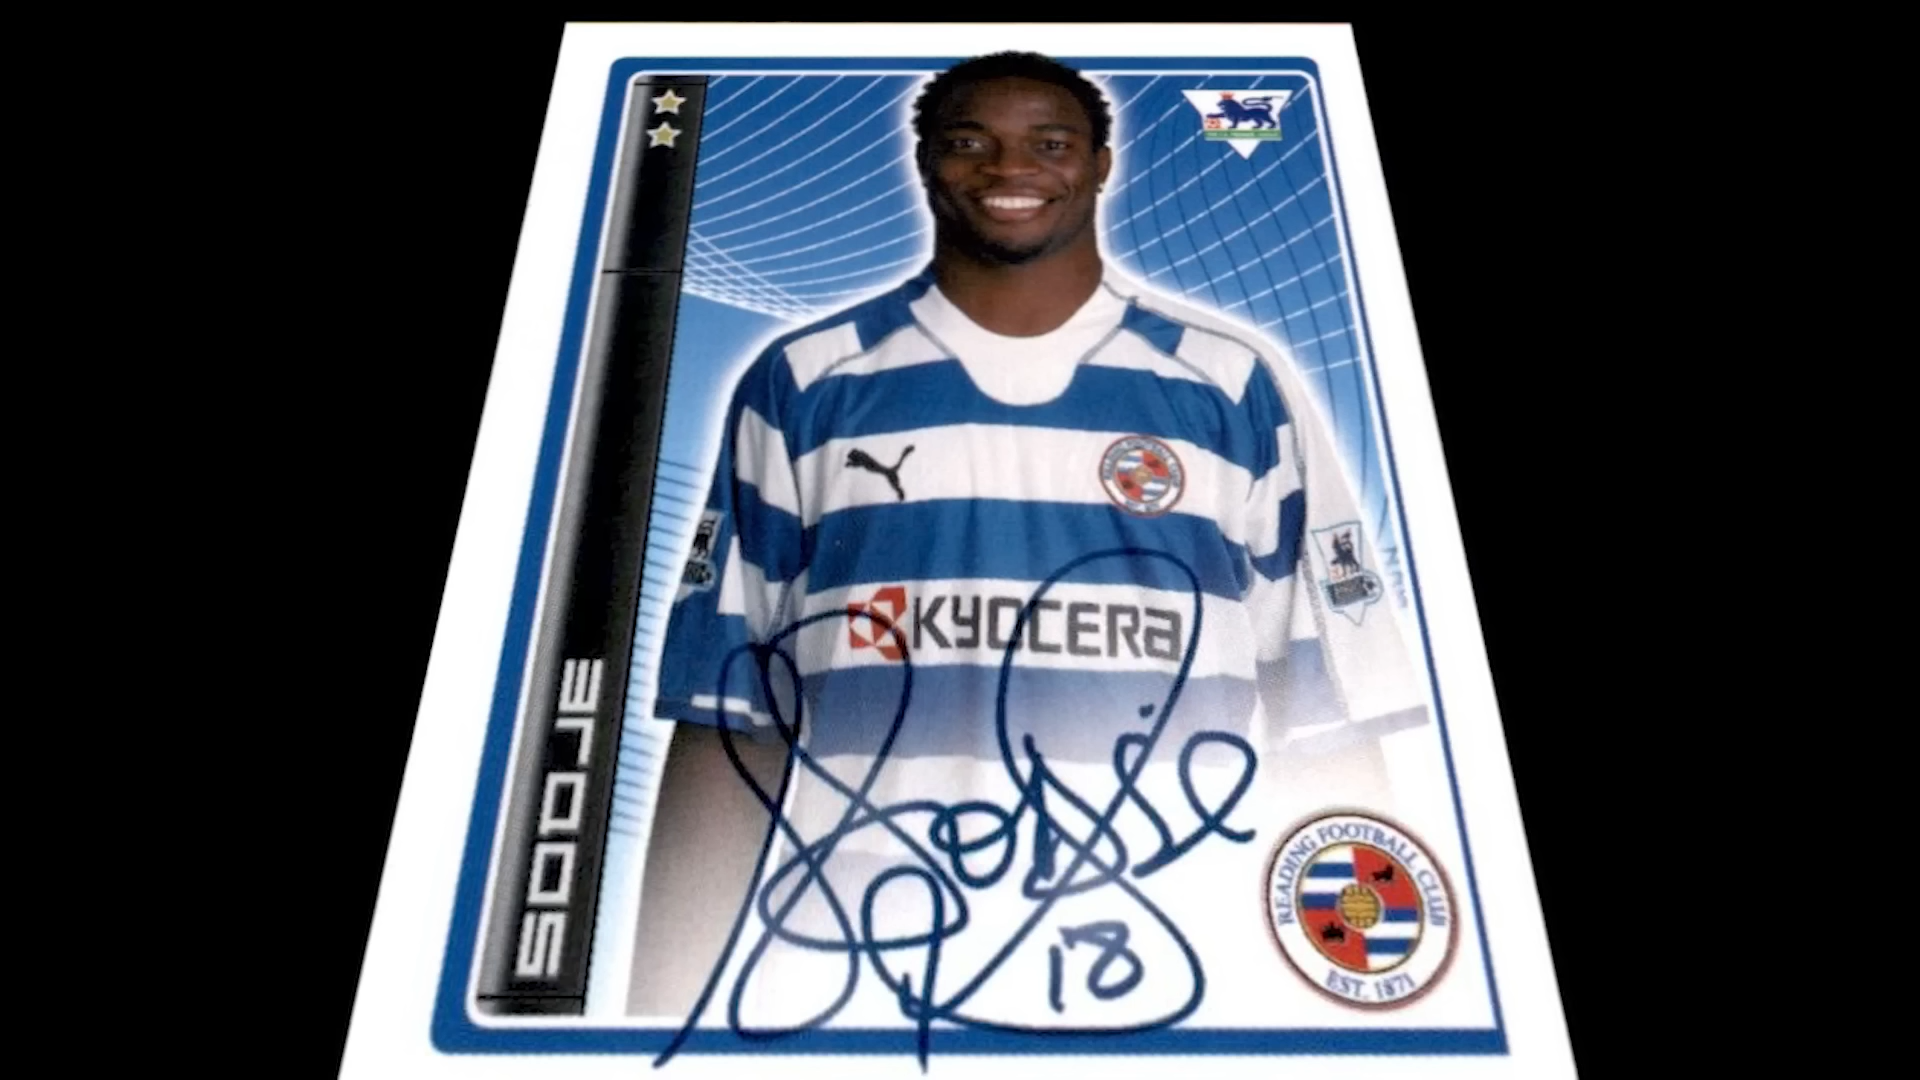 KYOCERA
SODJE
18
READING FOOTBALL CLUB
EST. 1871